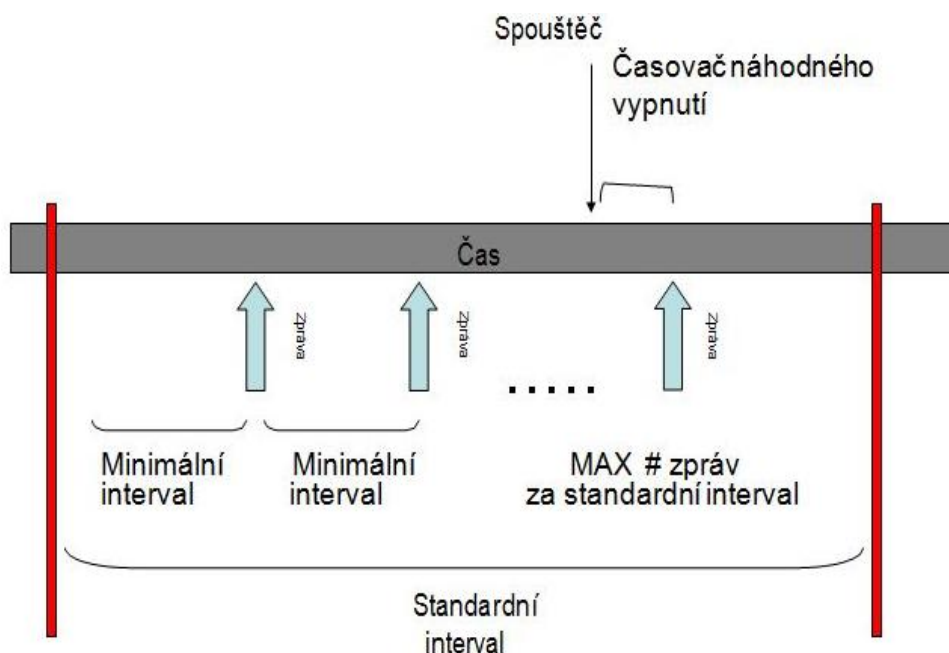 Spouštěč
Časovač náhodného
vypnutí
Čas
Zpráva
Zpráva
Zpráva
Minimální
interval
Minimální
interval
MAX # zpráv
za standardní interval
Standardní
interval